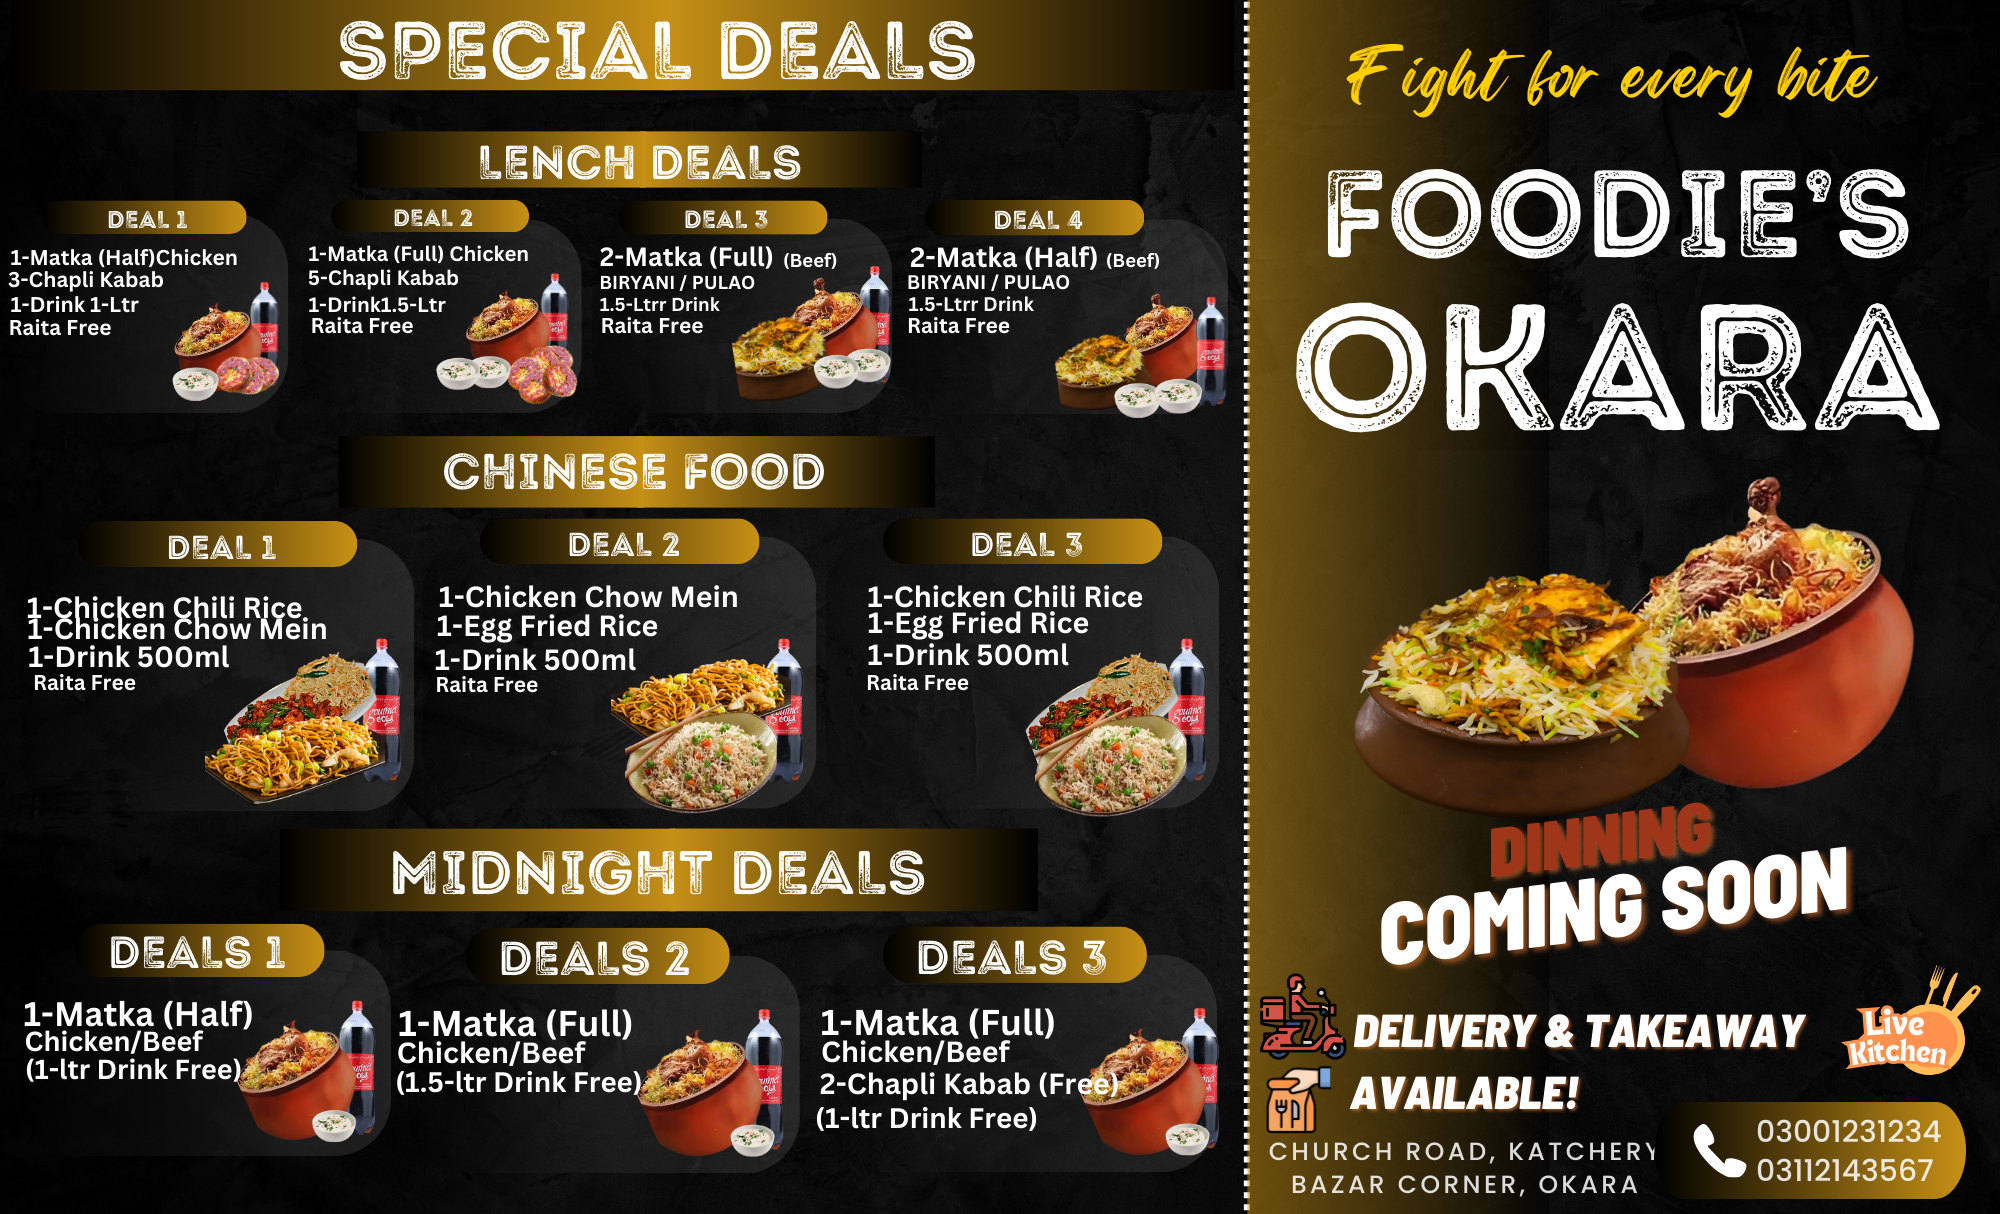 SPECIAL DEALS
LENCH DEALS
DEAL 1
1-Matka (Half)Chicken
3-Chapli Kabab
1-Drink 1-Ltr
Raita Free
DEAL 2
1-Matka (Full) Chicken
5-Chapli Kabab
1-Drink1.5-Ltr
Raita Free
DEAL 3
2-Matka (Full) (Beef)
BIRYANI / PULAO
1.5-Ltrr Drink
Raita Free
DEAL 4
2-Matka (Half) (Beef)
BIRYANI / PULAO
1.5-Ltrr Drink
Raita Free
CHINESE FOOD
DEAL 1
1-Chicken Chili Rice
1-Chicken Chow Mein
1-Drink 500ml
Raita Free
DEAL 2
1-Chicken Chow Mein
1-Egg Fried Rice
1-Drink 500ml
Raita Free
DEAL 3
1-Chicken Chili Rice
1-Egg Fried Rice
1-Drink 500ml
Raita Free
MIDNIGHT DEALS
DEALS 1
1-Matka (Half)
Chicken/Beef
(1-ltr Drink Free)
DEALS 2
1-Matka (Full)
Chicken/Beef
(1.5-ltr Drink Free)
DEALS 3
1-Matka (Full)
Chicken/Beef
2-Chapli Kabab (Free)
(1-ltr Drink Free)
Fight for every bite
FOODIE'S
OKARA
DINNING
COMING SOON
DELIVERY & TAKEAWAY
AVAILABLE!
Live
Kitchen
CHURCH ROAD, KATCHERY
BAZAR CORNER, OKARA
03001231234
03112143567